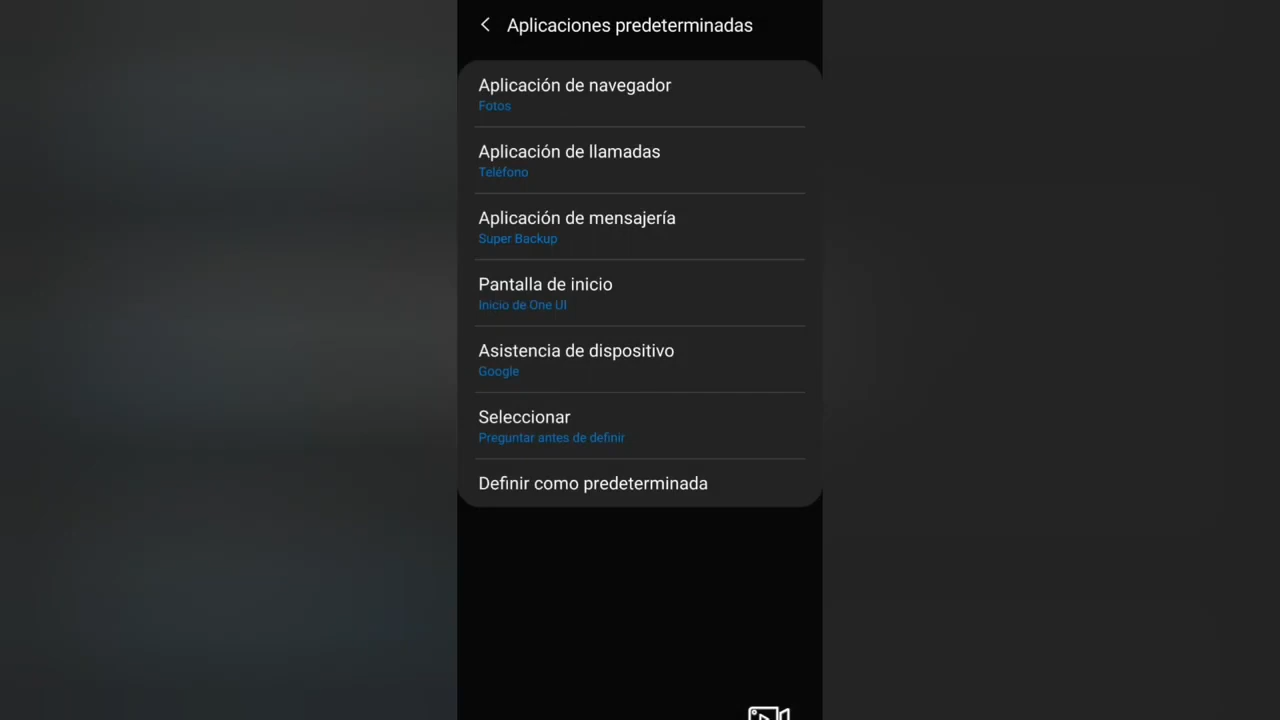 Aplicaciones predeterminadas
Aplicación de navegador
Fotos
Aplicación de llamadas
Teléfono
Aplicación de mensajería
Super Backup
Pantalla de inicio
Inicio de One UI
Asistencia de dispositivo
Google
Seleccionar
Preguntar antes de definir
Definir como predeterminada